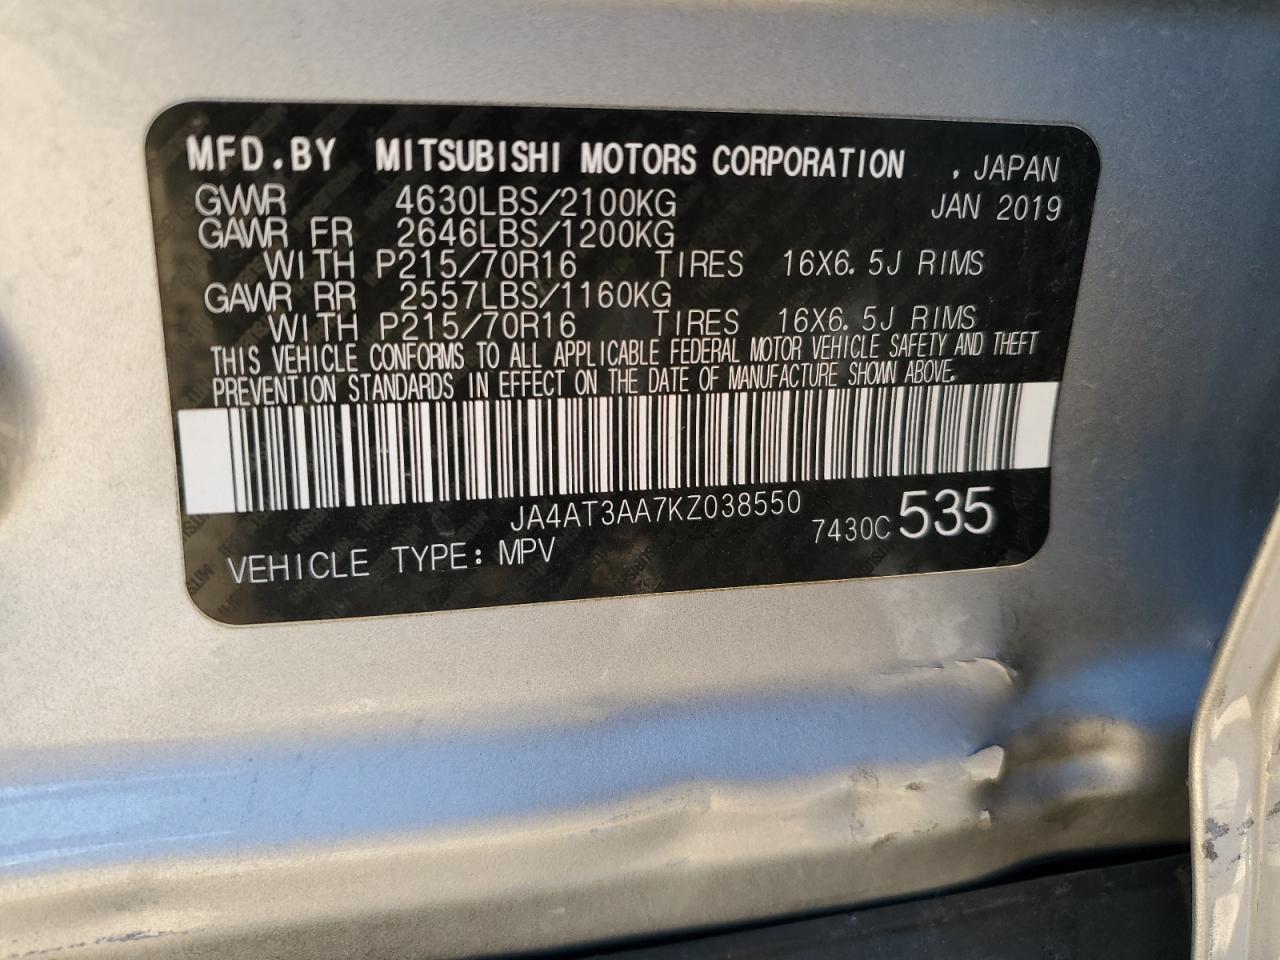 MFD.BY MITSUBISHI MOTORS CORPORATION , JAPAN
GVWR 4630LBS/2100KG JAN 2019
GAWR FR 2646LBS/1200KG
WITH P215/70R16 TIRES 16X6.5J RIMS
GAWR RR 2557LBS/1160KG
WITH P215/70R16 TIRES 16X6.5J RIMS
THIS VEHICLE CONFORMS TO ALL APPLICABLE FEDERAL MOTOR VEHICLE SAFETY AND THEFT
PREVENTION STANDARDS IN EFFECT ON THE DATE OF MANUFACTURE SHOWN ABOVE.
JA4AT3AA7KZ038550
7430C 535
VEHICLE TYPE: MPV